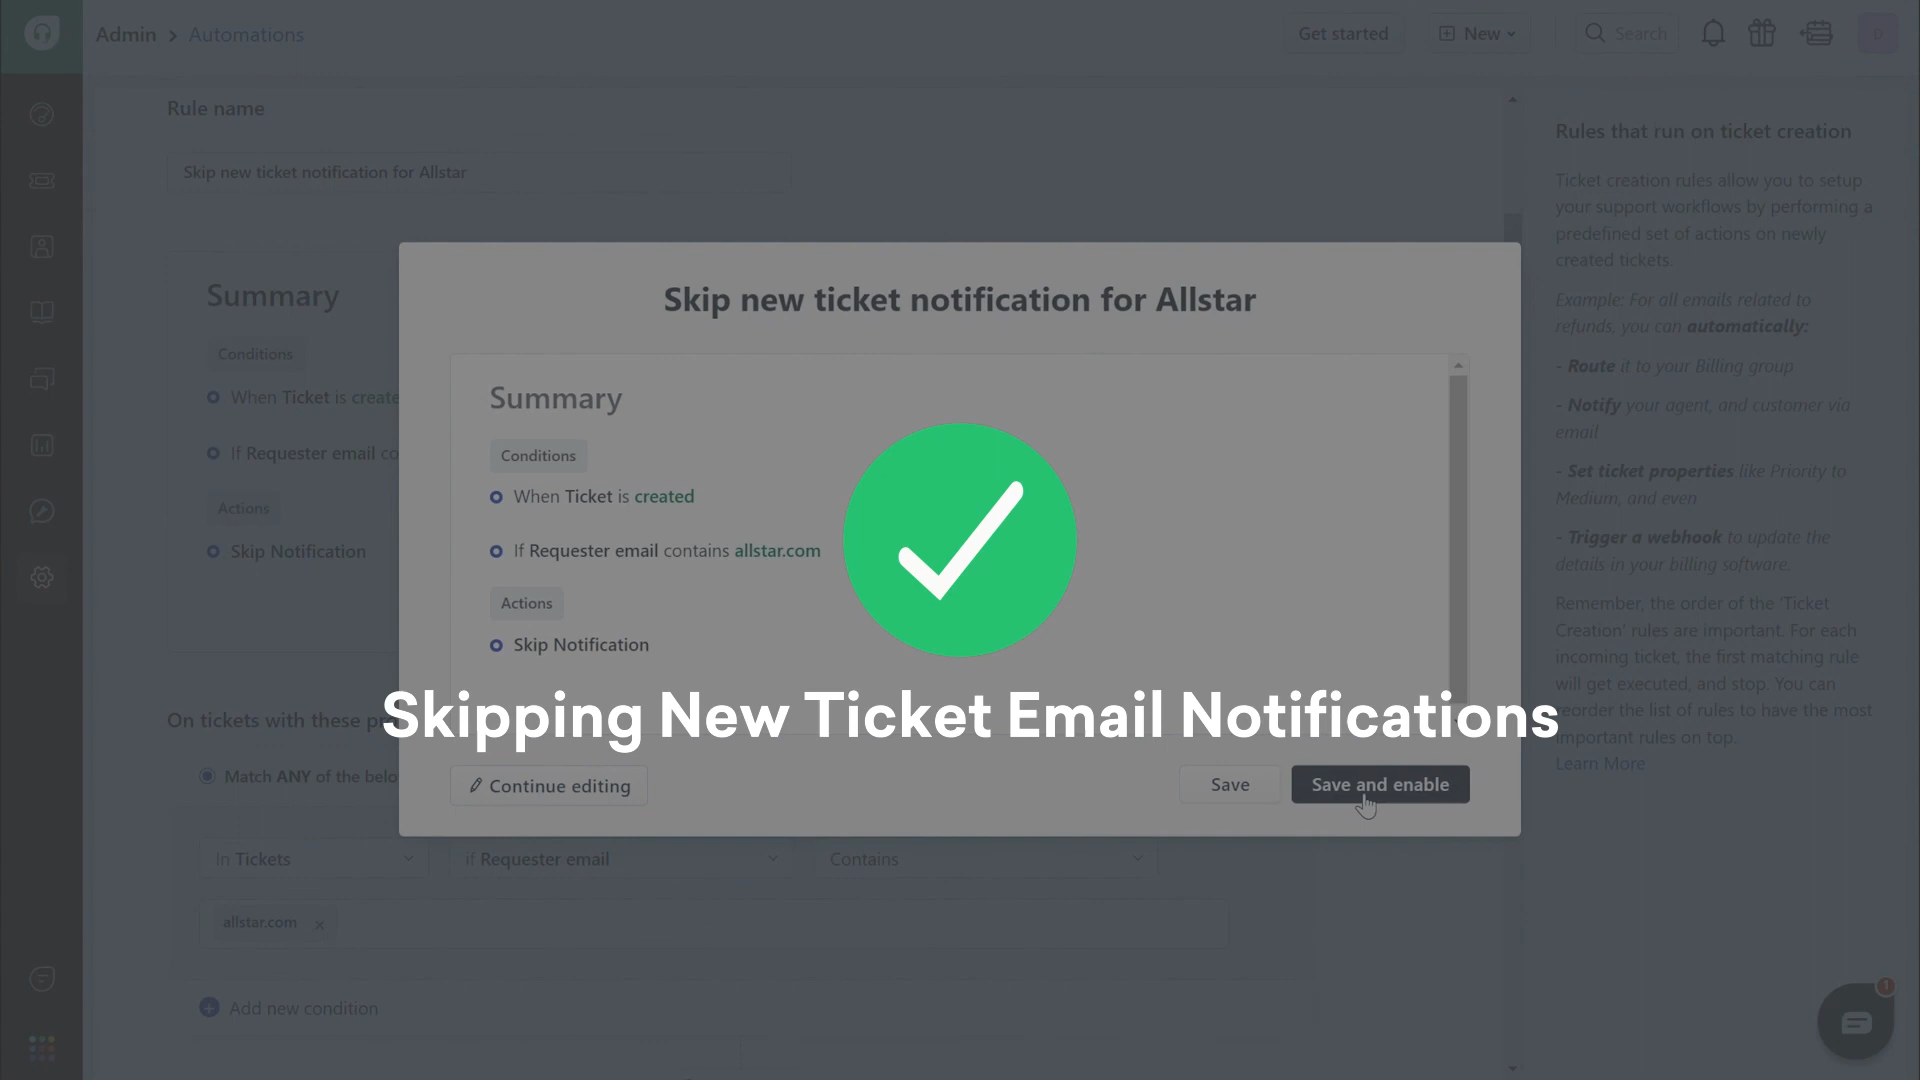 Admin > Automations
Get started
New
Search
Rule name
Skip new ticket notification for Allstar
Summary
Conditions
When Ticket is create
If Requester email co
Actions
Skip Notification
On tickets with these pr
Match ANY of the belo
In Tickets
if Requester email
Contains
allstar.com ×
Add new condition
Skip new ticket notification for Allstar
Summary
Conditions
When Ticket is created
If Requester email contains allstar.com
Actions
Skip Notification
Skipping New Ticket Email Notifications
Continue editing
Save
Save and enable
Rules that run on ticket creation
Ticket creation rules allow you to setup
your support workflows by performing a
predefined set of actions on newly
created tickets.
Example: For all emails related to
refunds, you can automatically:
- Route it to your Billing group
- Notify your agent, and customer via
email
- Set ticket properties like Priority to
Medium, and even
- Trigger a webhook to update the
details in your billing software.
Remember, the order of the 'Ticket
Creation' rules are important. For each
incoming ticket, the first matching rule
will get executed, and stop. You can
reorder the list of rules to have the most
important rules on top.
Learn More
1